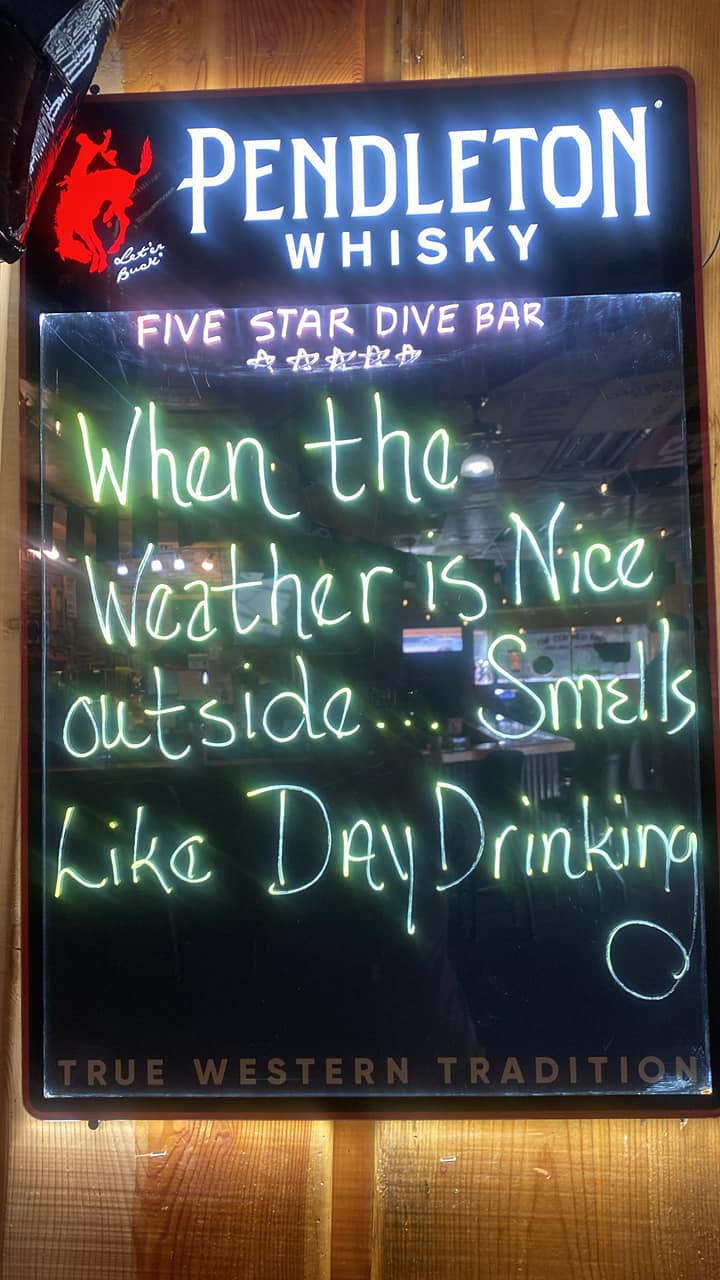 PENDLETON®
WHISKY
Let'er
Buck®
FIVE STAR DIVE BAR
☆☆☆☆☆
When the
Weather is Nice
outside... Smells
Like DAy Drinking
TRUE WESTERN TRADITION